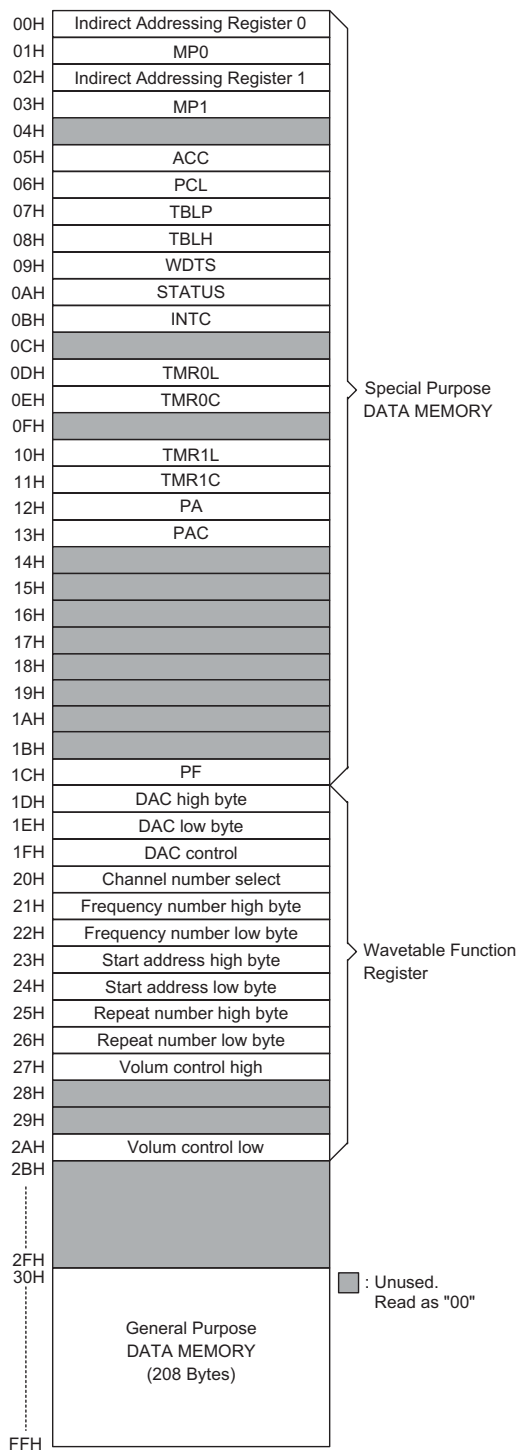 00H Indirect Addressing Register 0
01H MP0
02H Indirect Addressing Register 1
03H MP1
04H
05H ACC
06H PCL
07H TBLP
08H TBLH
09H WDTS
0AH STATUS
0BH INTC
0CH
0DH TMR0L
0EH TMR0C
0FH
10H TMR1L
11H TMR1C
12H PA
13H PAC
14H
15H
16H
17H
18H
19H
1AH
1BH
1CH PF
Special Purpose
DATA MEMORY
1DH DAC high byte
1EH DAC low byte
1FH DAC control
20H Channel number select
21H Frequency number high byte
22H Frequency number low byte
23H Start address high byte
24H Start address low byte
25H Repeat number high byte
26H Repeat number low byte
27H Volum control high
28H
29H
2AH Volum control low
Wavetable Function
Register
2BH
2FH
30H
General Purpose
DATA MEMORY
(208 Bytes)
FFH
: Unused.
Read as "00"